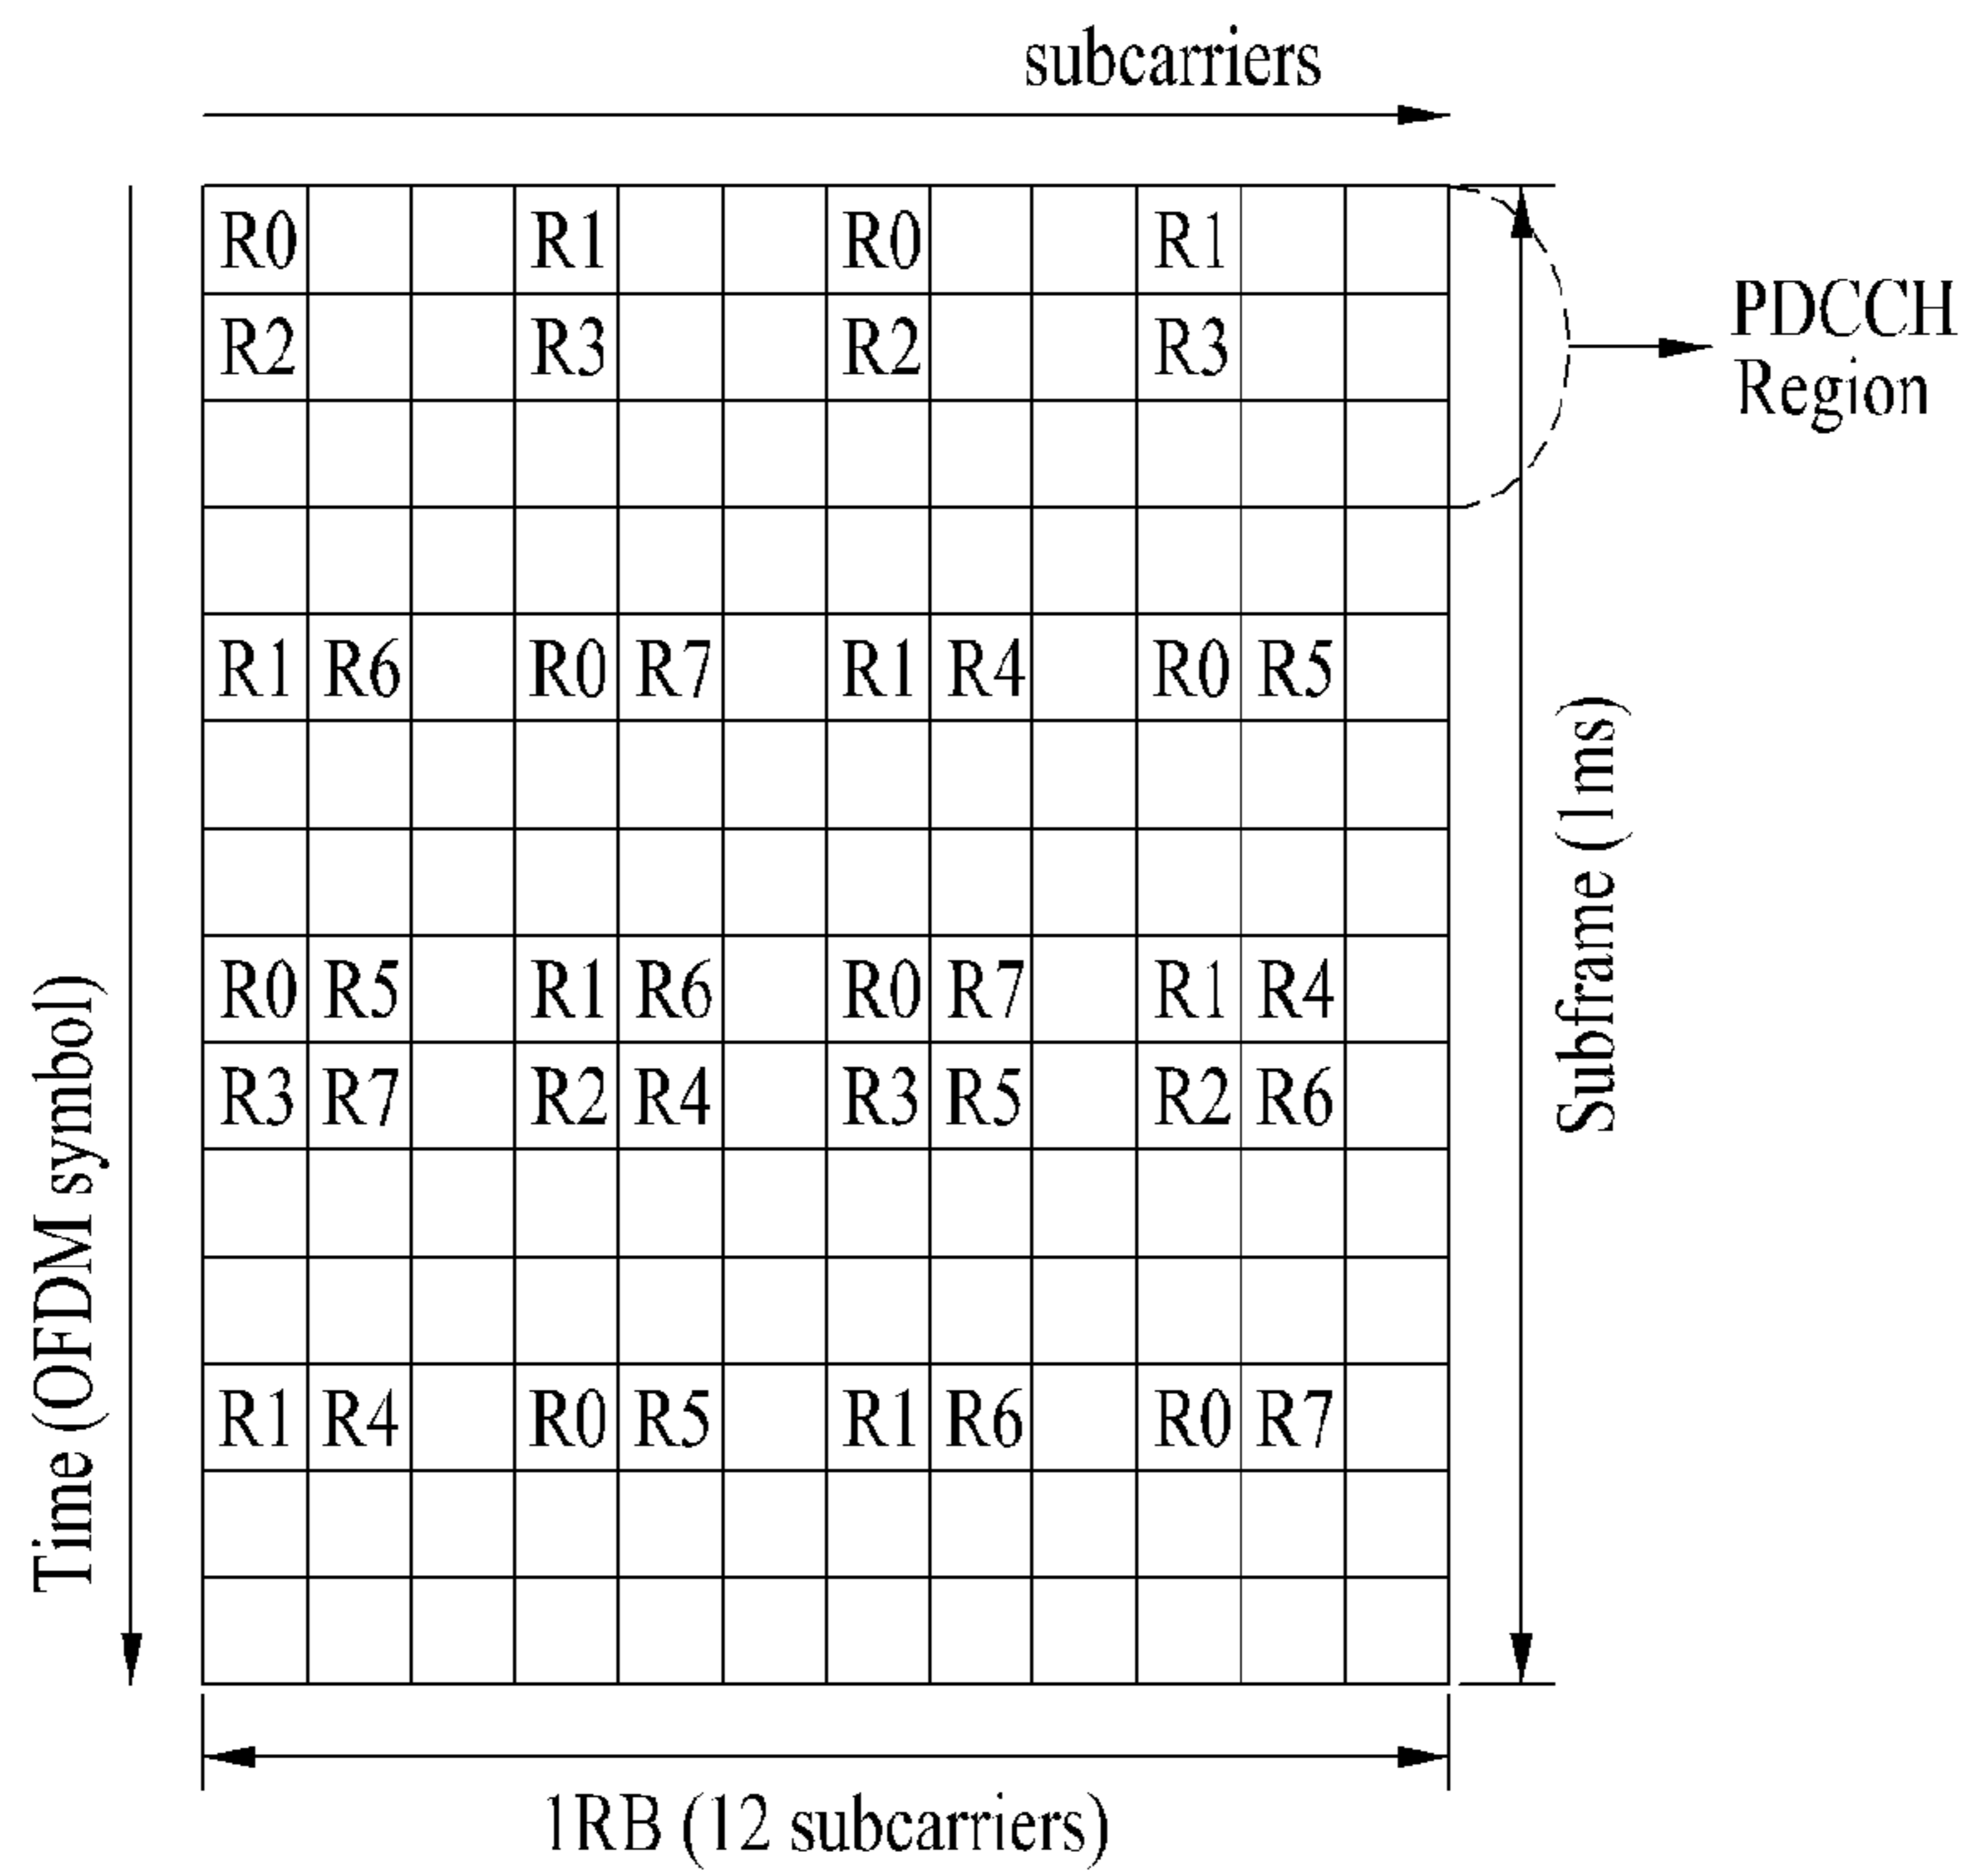 subcarriers
R0 R1 R0 R1
R2 R3 R2 R3
PDCCH
Region
R1 R6 R0 R7 R1 R4 R0 R5
R0 R5 R1 R6 R0 R7 R1 R4
R3 R7 R2 R4 R3 R5 R2 R6
R1 R4 R0 R5 R1 R6 R0 R7
Time (OFDM symbol)
Subframe (1ms)
1RB (12 subcarriers)